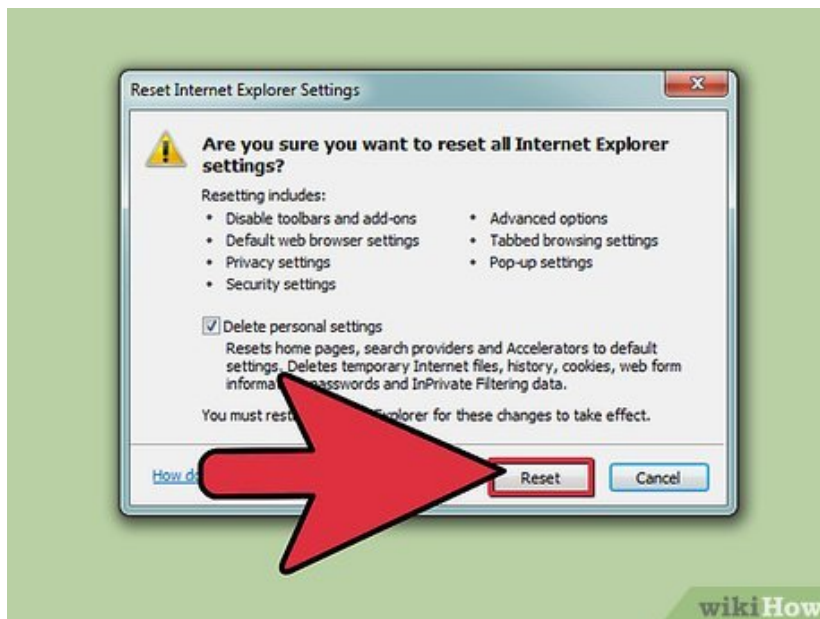 Reset Internet Explorer Settings
Are you sure you want to reset all Internet Explorer
settings?
Resetting includes:
• Disable toolbars and add-ons
• Default web browser settings
• Privacy settings
• Security settings
• Advanced options
• Tabbed browsing settings
• Pop-up settings
Delete personal settings
Resets home pages, search providers and Accelerators to default
settings. Deletes temporary Internet files, history, cookies, web form
passwords and InPrivate Filtering data.
You must Explorer for these changes to take effect.
How
Reset
Cancel
wikiHow